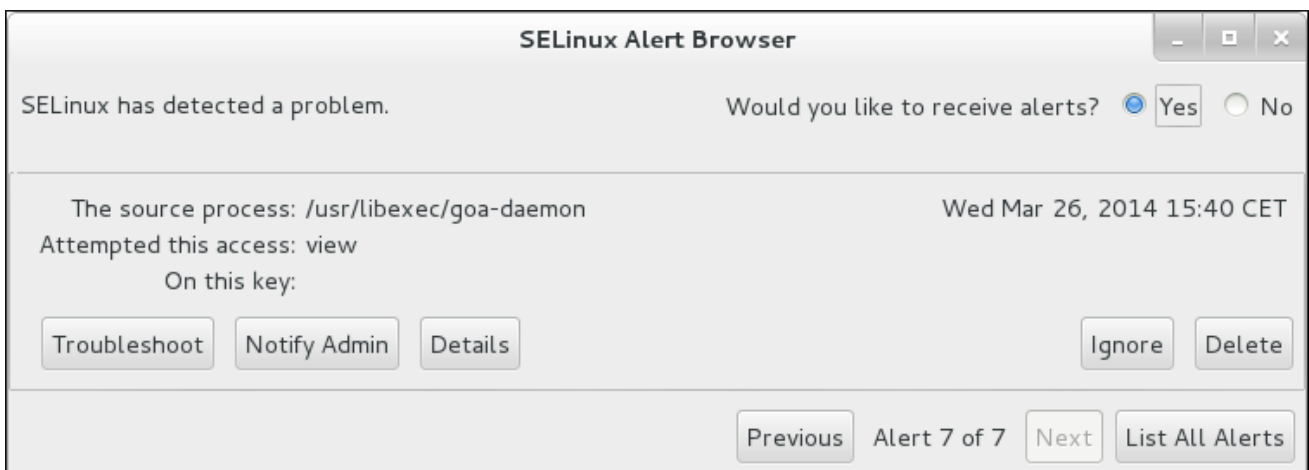 SELinux Alert Browser
SELinux has detected a problem.
Would you like to receive alerts? Yes No
The source process: /usr/libexec/goa-daemon
Wed Mar 26, 2014 15:40 CET
Attempted this access: view
On this key:
Troubleshoot Notify Admin Details Ignore Delete
Previous Alert 7 of 7 Next List All Alerts